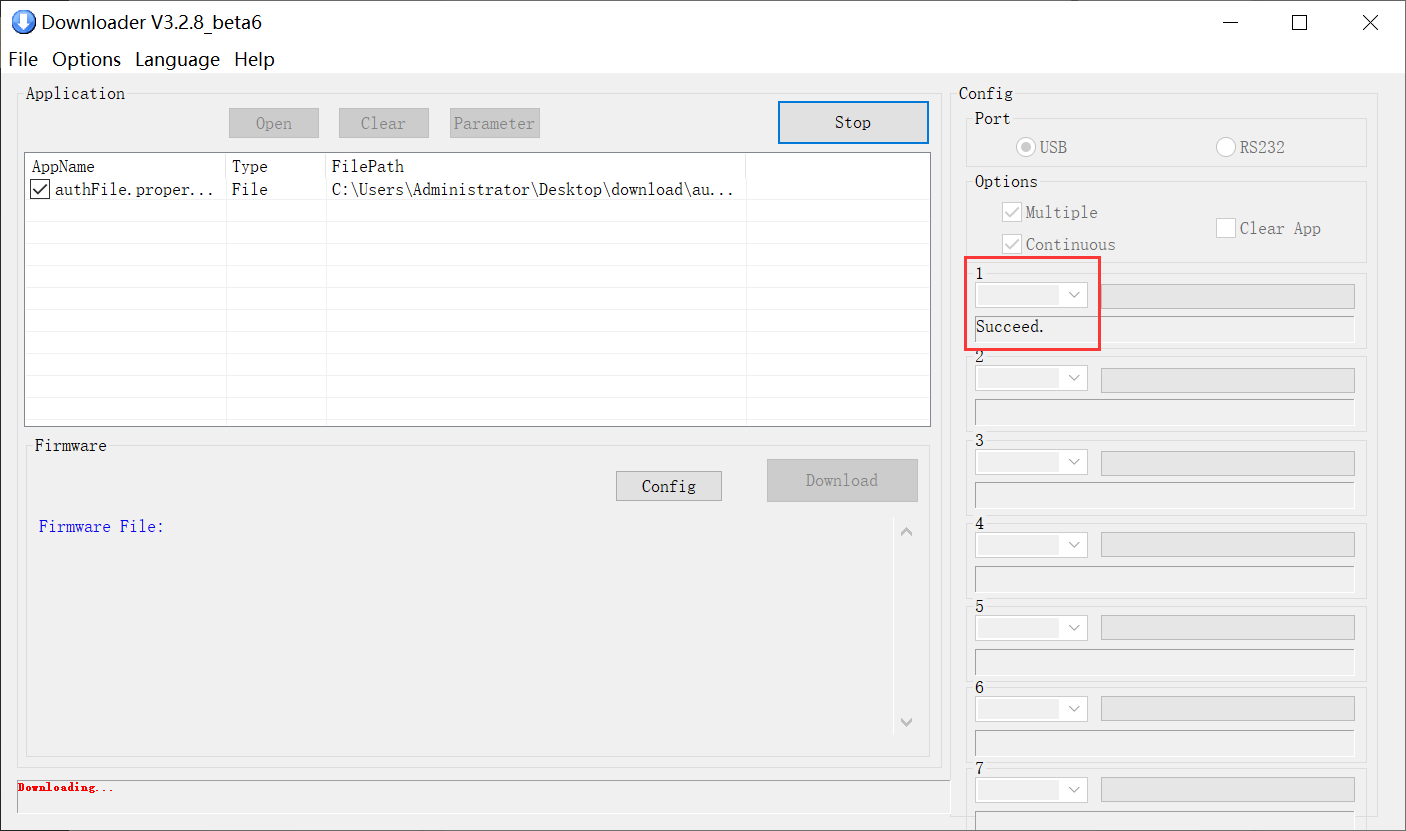 Downloader V3.2.8_beta6
File Options Language Help
Application
Open Clear Parameter Stop
AppName Type FilePath
authFile.proper... File C:\Users\Administrator\Desktop\download\au...
Firmware
Config Download
Firmware File:
Downloading...
Config
Port
USB RS232
Options
Multiple
Clear App
Continuous
1
Succeed.
2
3
4
5
6
7